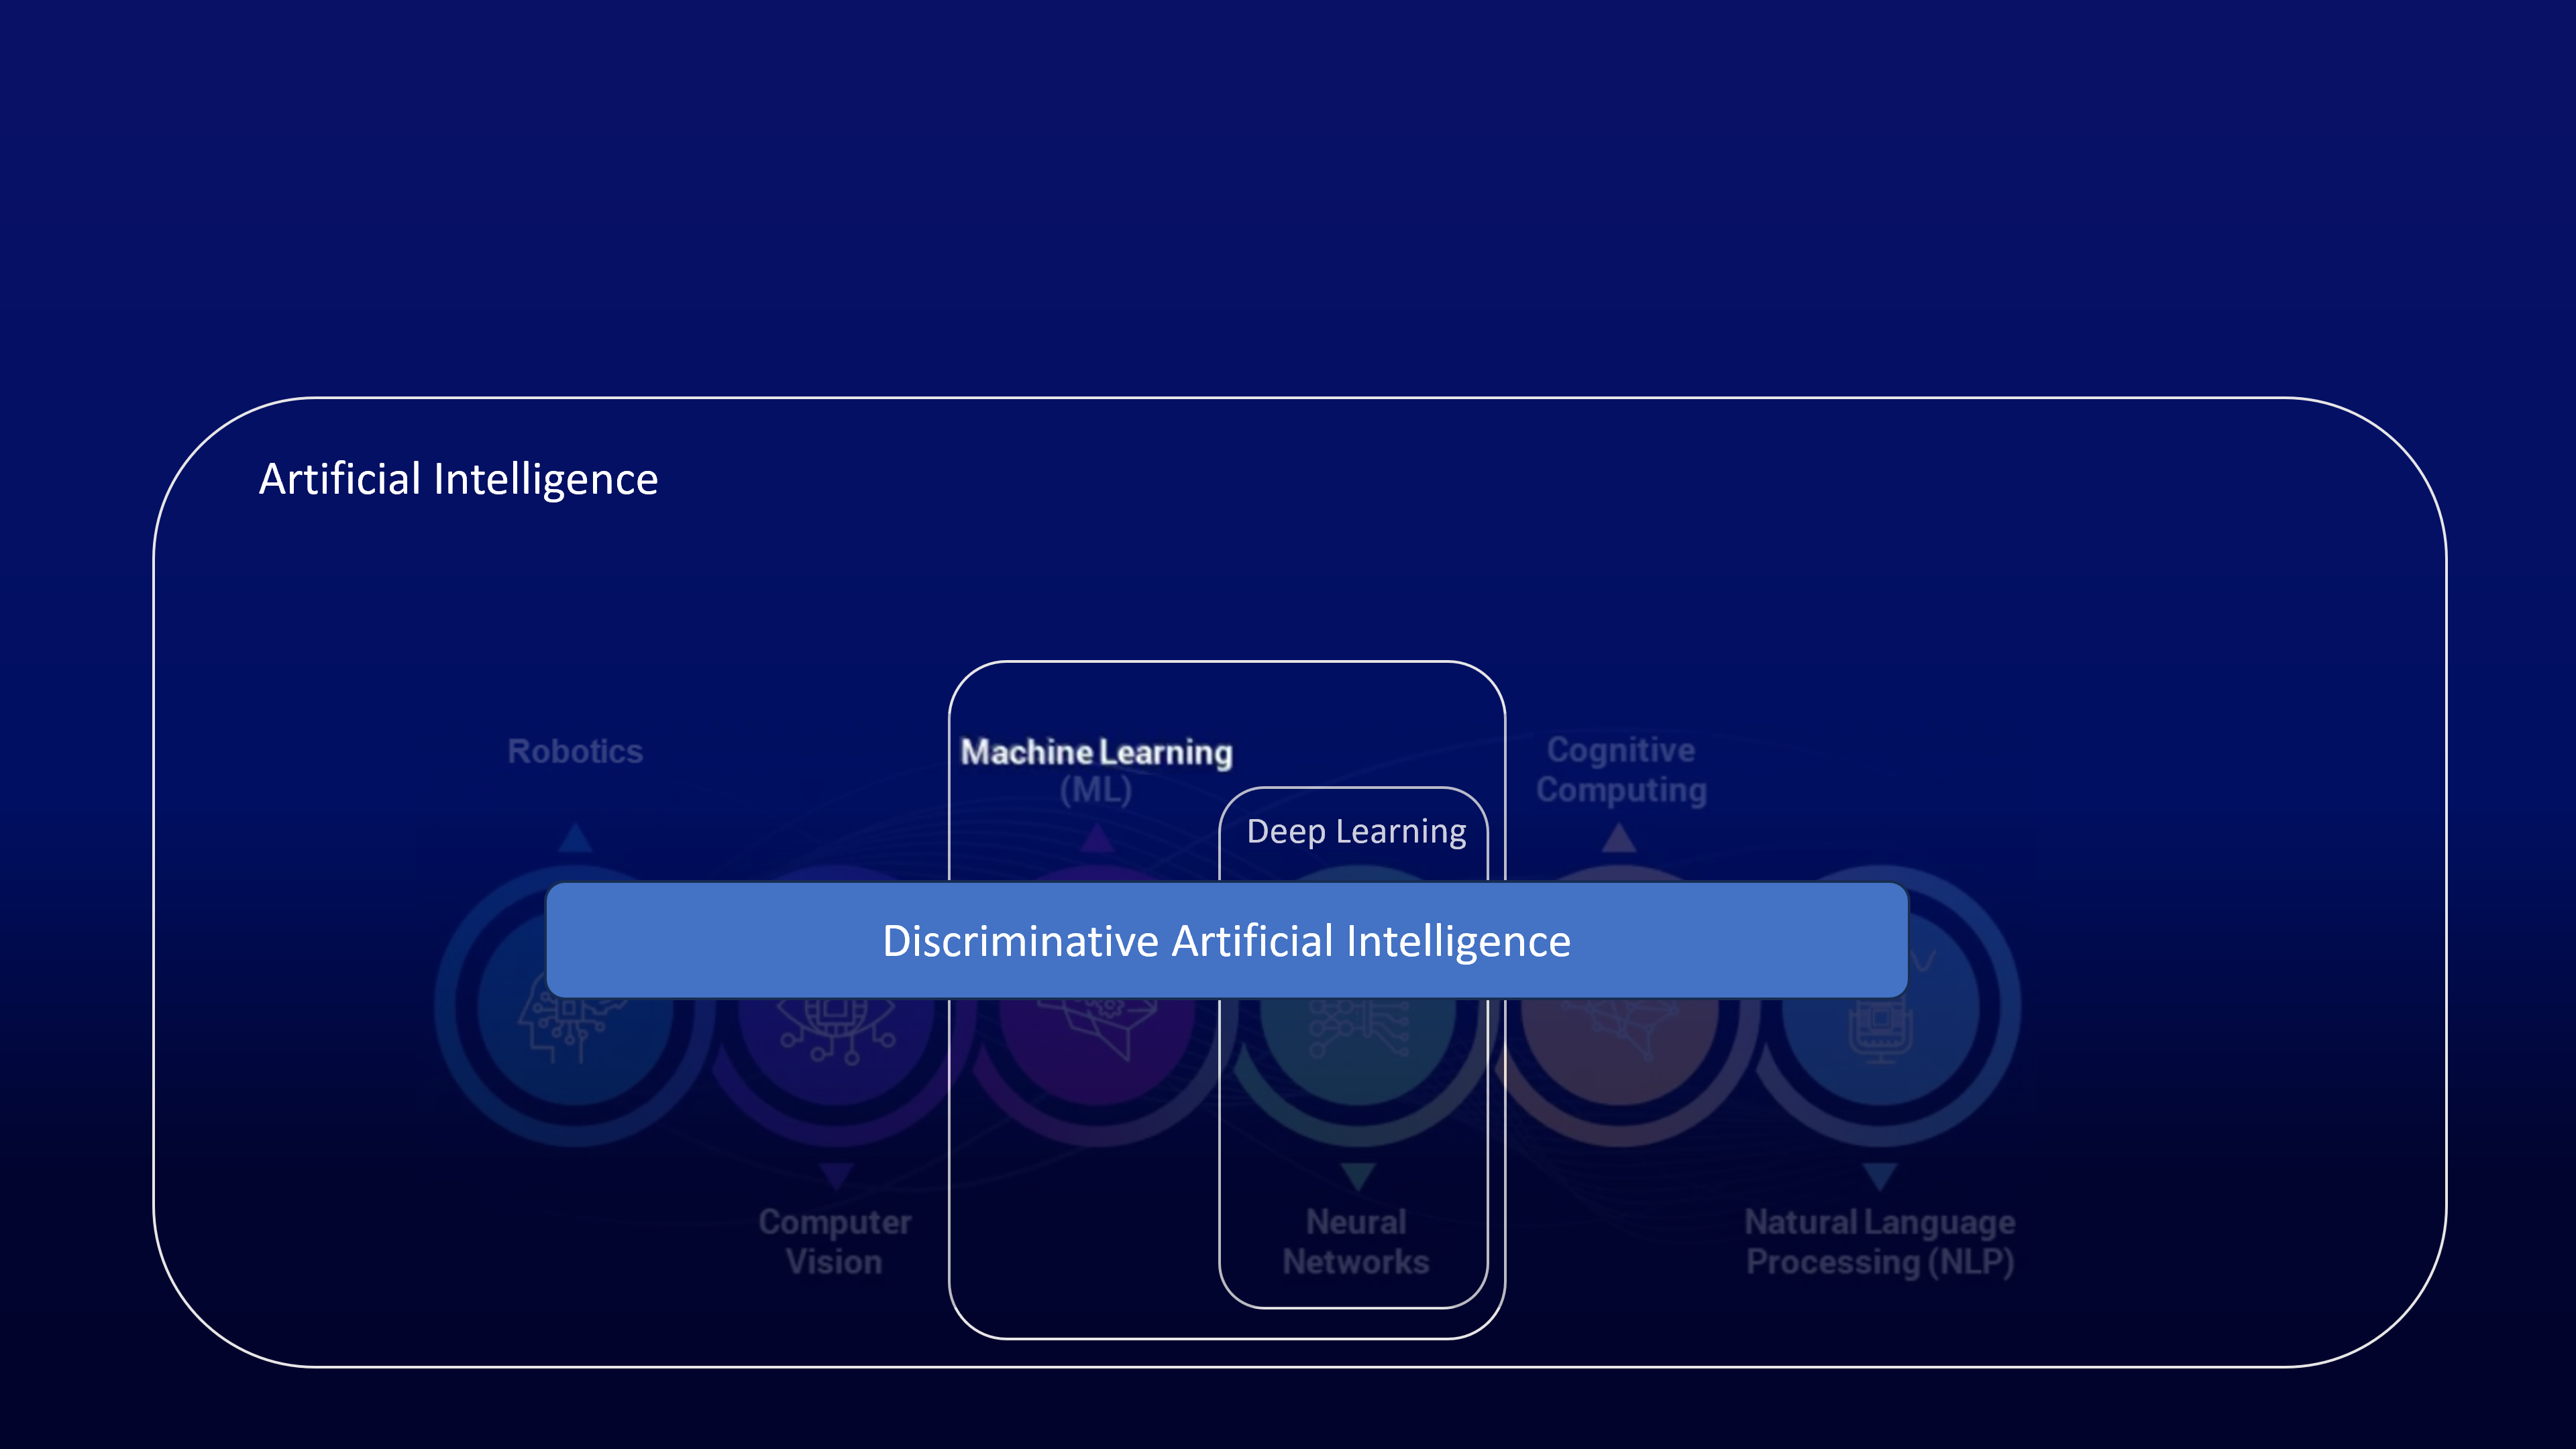 Artificial Intelligence
Robotics
Machine Learning
(ML)
Cognitive
Computing
Deep Learning
Discriminative Artificial Intelligence
Computer
Vision
Neural
Networks
Natural Language
Processing (NLP)